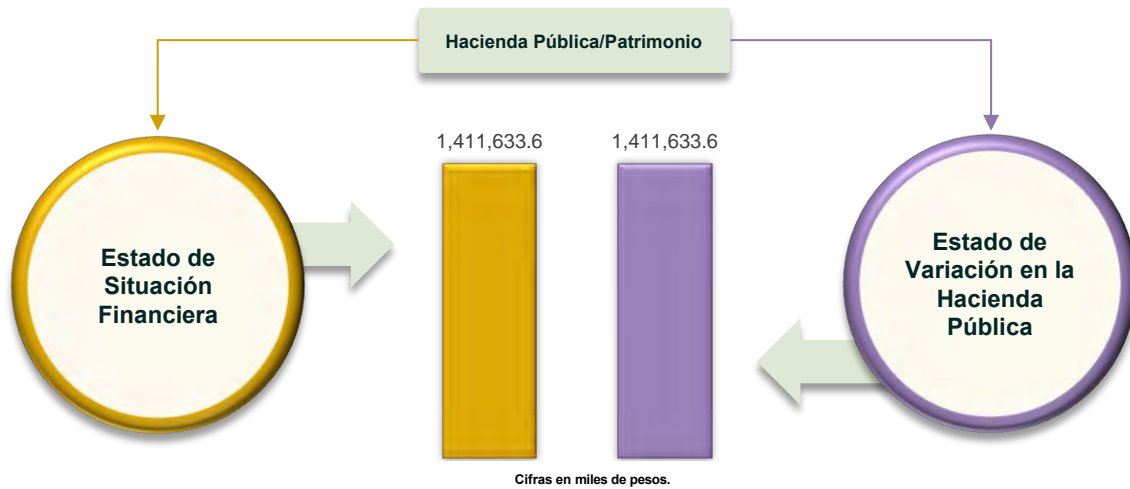 Hacienda Pública/Patrimonio
1,411,633.6
1,411,633.6
Estado de
Situación
Financiera
Estado de
Variación en la
Hacienda
Pública
Cifras en miles de pesos.